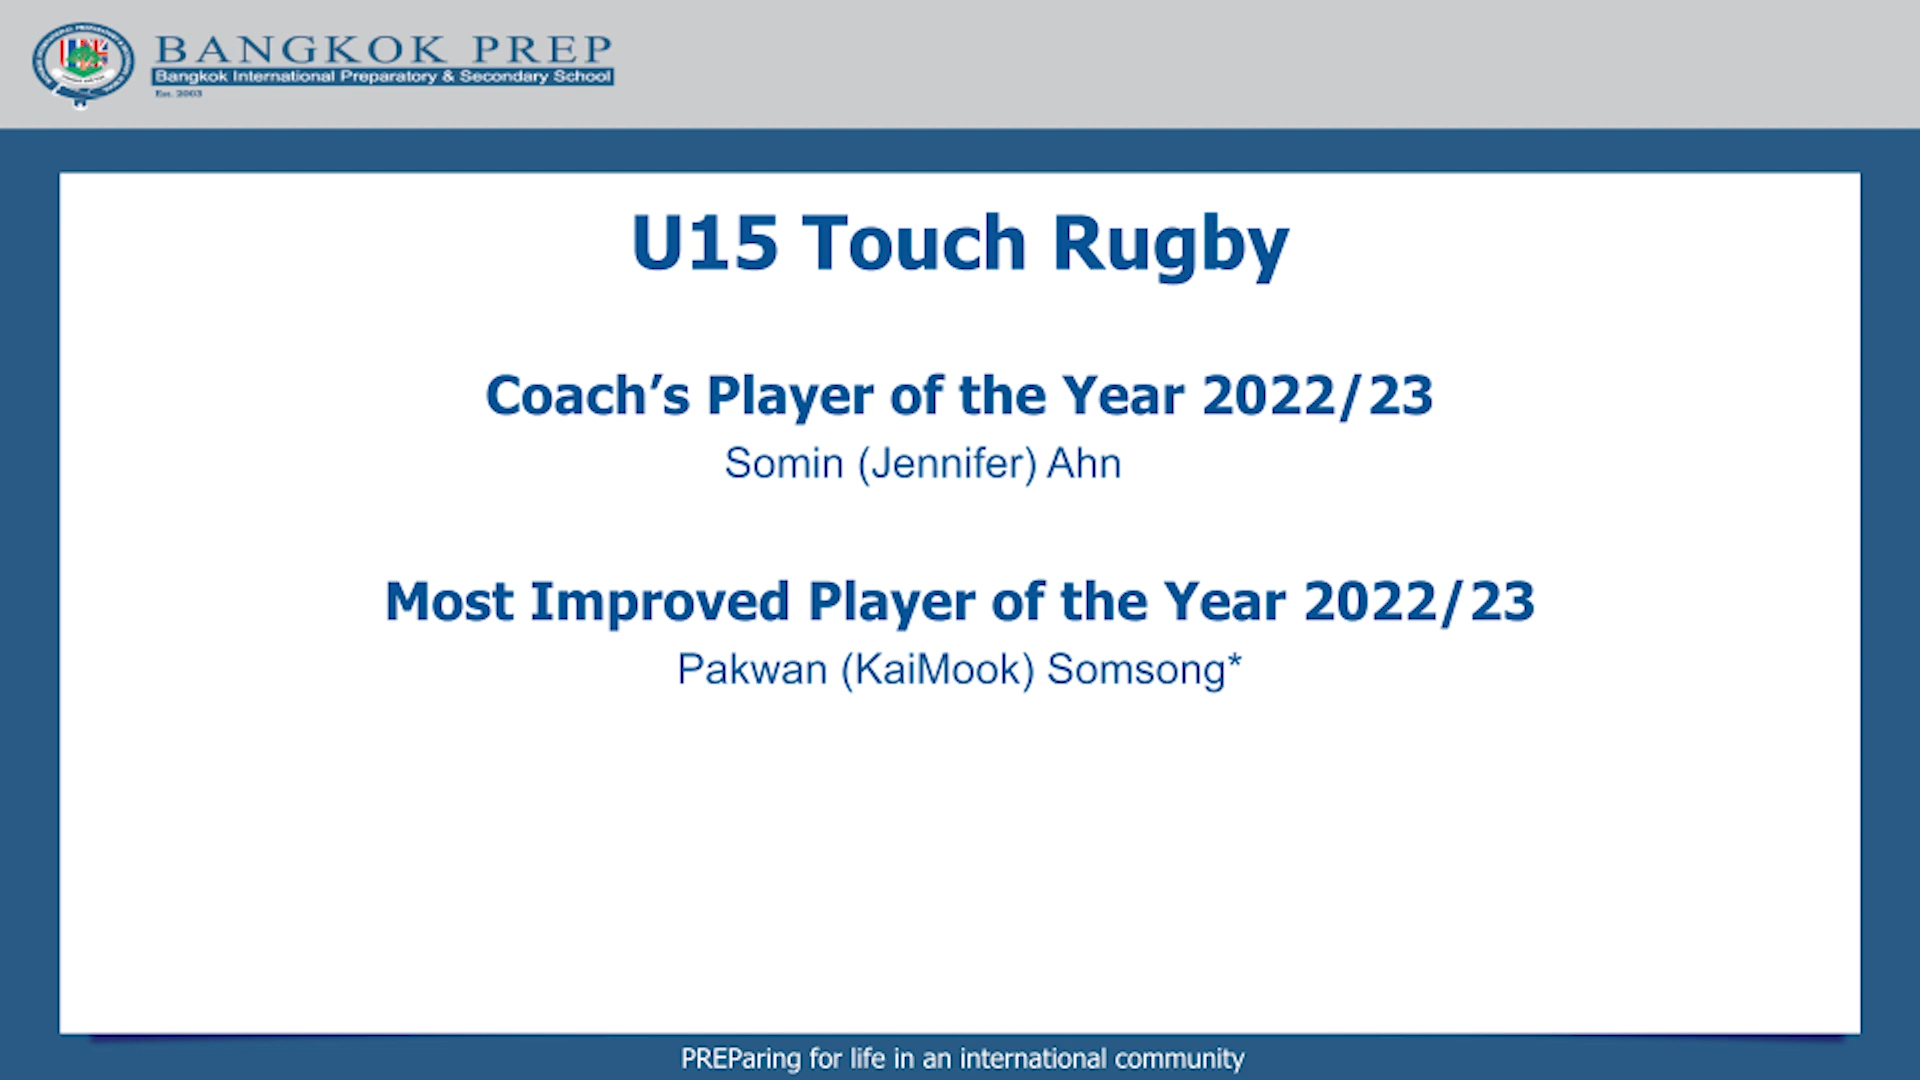 BANGKOK PREP
Bangkok International Preparatory & Secondary School
Est. 2003
U15 Touch Rugby
Coach’s Player of the Year 2022/23
Somin (Jennifer) Ahn
Most Improved Player of the Year 2022/23
Pakwan (KaiMook) Somsong*
PREParing for life in an international community